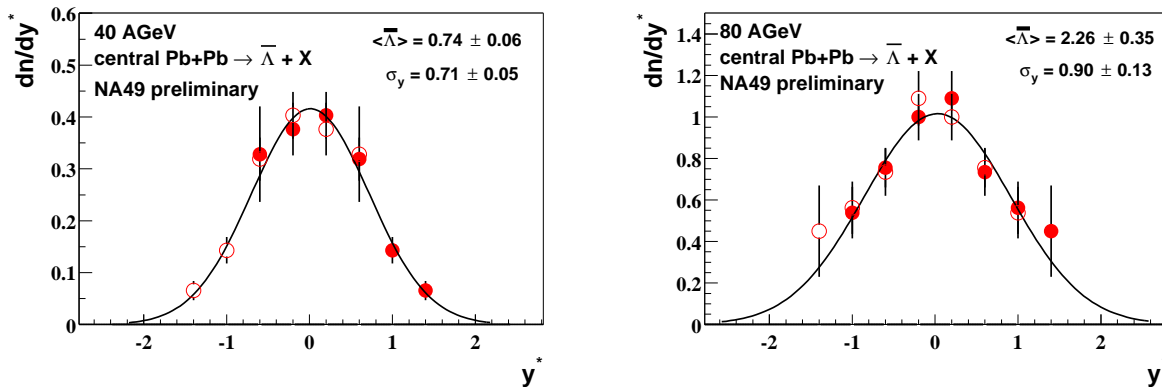 dn/dy*
0.6
0.5
0.4
0.3
0.2
0.1
0
40 AGeV
central Pb+Pb → Λ̅ + X
NA49 preliminary
<Λ̅> = 0.74 ± 0.06
σy = 0.71 ± 0.05
-2 -1 0 1 2
y*
dn/dy*
1.4
1.2
1
0.8
0.6
0.4
0.2
0
80 AGeV
central Pb+Pb → Λ̅ + X
NA49 preliminary
<Λ̅> = 2.26 ± 0.35
σy = 0.90 ± 0.13
-2 -1 0 1 2
y